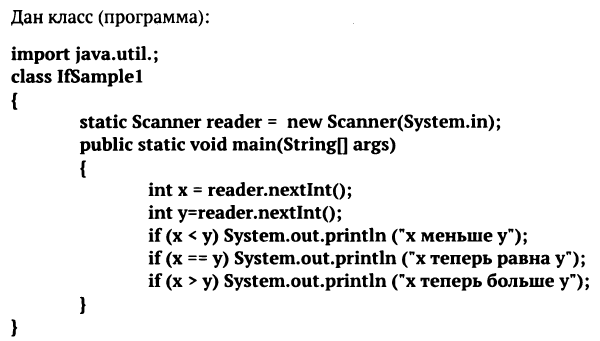 Дан класс (программа):
import java.util.;
class IfSample1
{
static Scanner reader = new Scanner(System.in);
public static void main(String[] args)
{
int x = reader.nextInt();
int y=reader.nextInt();
if (x < y) System.out.println ("x меньше y");
if (x == y) System.out.println ("x теперь равна y");
if (x > y) System.out.println ("x теперь больше y");
}
}